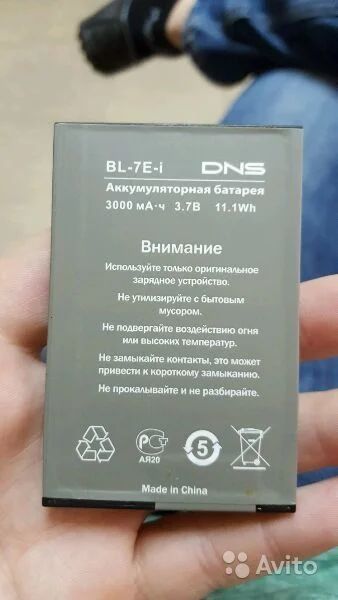 BL-7E-i DNS
Аккумуляторная батарея
3000 мА·ч 3.7В 11.1Wh
Внимание
Используйте только оригинальное
зарядное устройство.
Не утилизируйте с бытовым
мусором.
Не подвергайте воздействию огня
или высоких температур.
Не замыкайте контакты, это может
привести к короткому замыканию.
Не прокалывайте и не разбирайте.
РСТ
5
АЯ20
Made in China
Avito